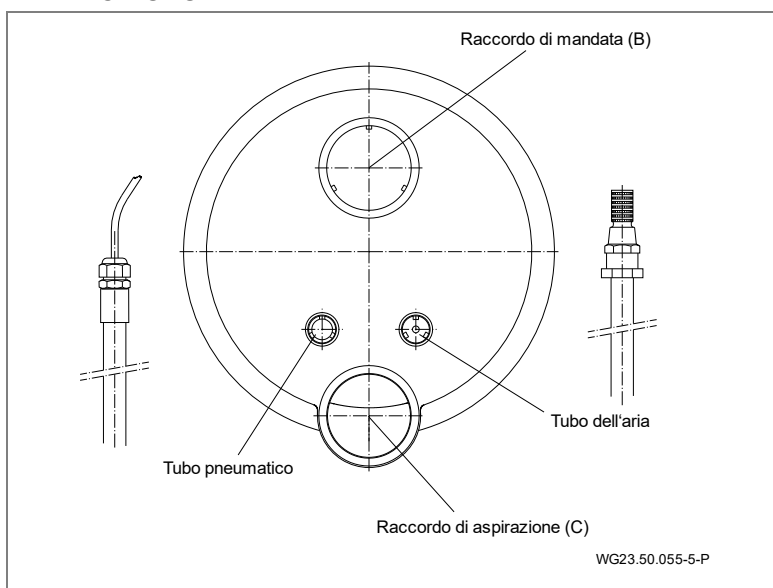 Raccordo di mandata (B)
Tubo dell‘aria
Tubo pneumatico
Raccordo di aspirazione (C)
WG23.50.055-5-P